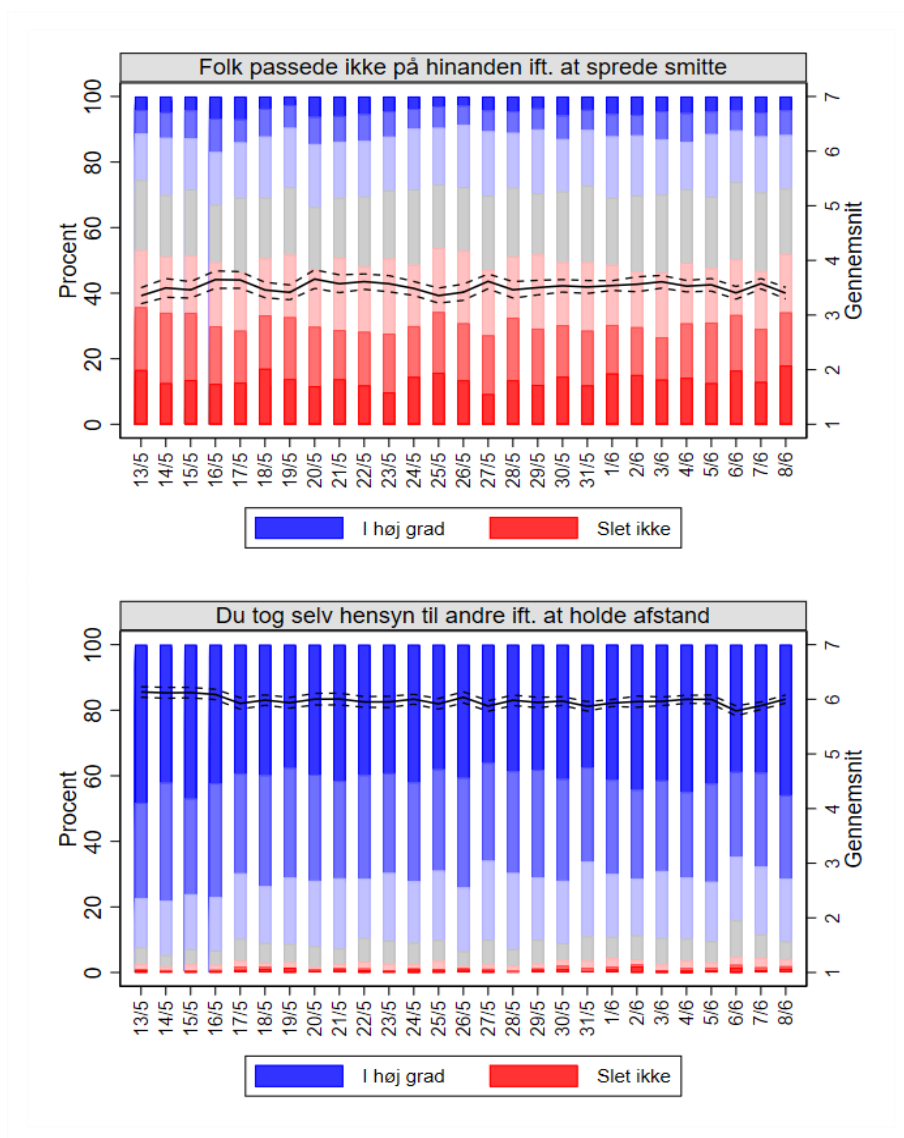 Folk passede ikke på hinanden ift. at sprede smitte
Procent
100
80
60
40
20
0
7
6
5
4
3
2
1
Gennemsnit
13/5 14/5 15/5 16/5 17/5 18/5 19/5 20/5 21/5 22/5 23/5 24/5 25/5 26/5 27/5 28/5 29/5 30/5 31/5 1/6 2/6 3/6 4/6 5/6 6/6 7/6 8/6
I høj grad Slet ikke
Du tog selv hensyn til andre ift. at holde afstand
Procent
100
80
60
40
20
0
7
6
5
4
3
2
1
Gennemsnit
13/5 14/5 15/5 16/5 17/5 18/5 19/5 20/5 21/5 22/5 23/5 24/5 25/5 26/5 27/5 28/5 29/5 30/5 31/5 1/6 2/6 3/6 4/6 5/6 6/6 7/6 8/6
I høj grad Slet ikke